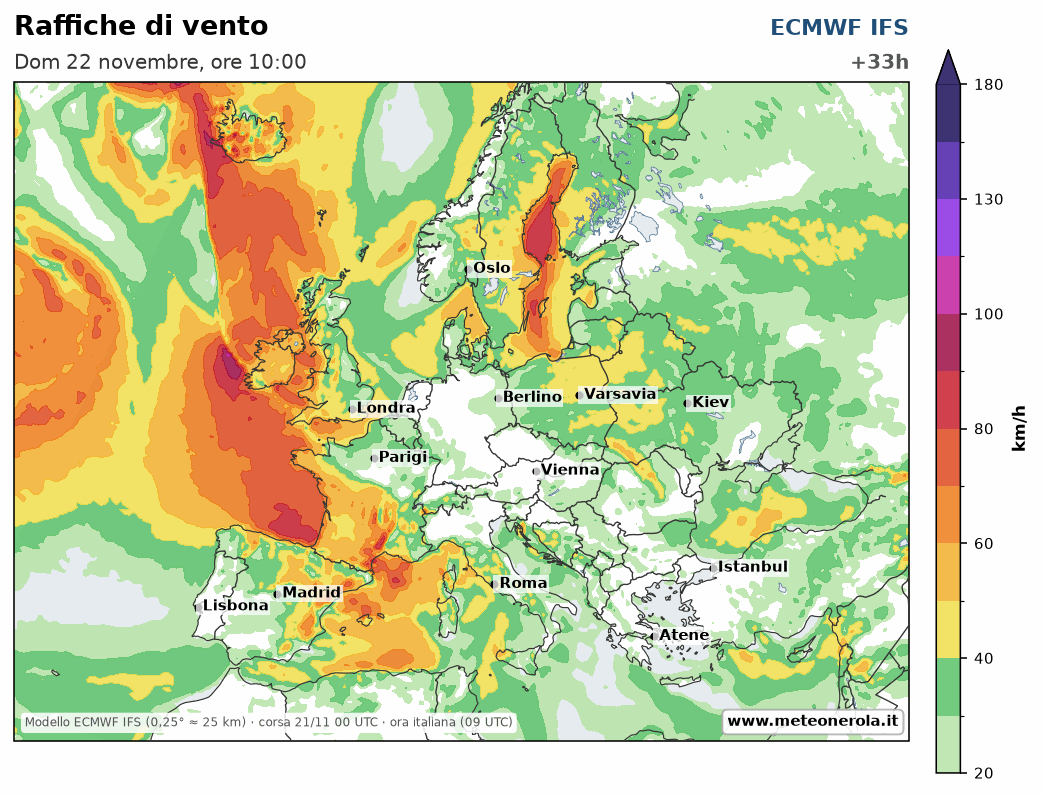 Raffiche di vento
ECMWF IFS
Dom 22 novembre, ore 10:00
+33h
180
130
100
80
60
40
20
km/h
Oslo
Londra
Berlino
Varsavia
Kiev
Parigi
Vienna
Istanbul
Roma
Madrid
Lisbona
Atene
Modello ECMWF IFS (0,25° ≈ 25 km) · corsa 21/11 00 UTC · ora italiana (09 UTC)
www.meteonerola.it